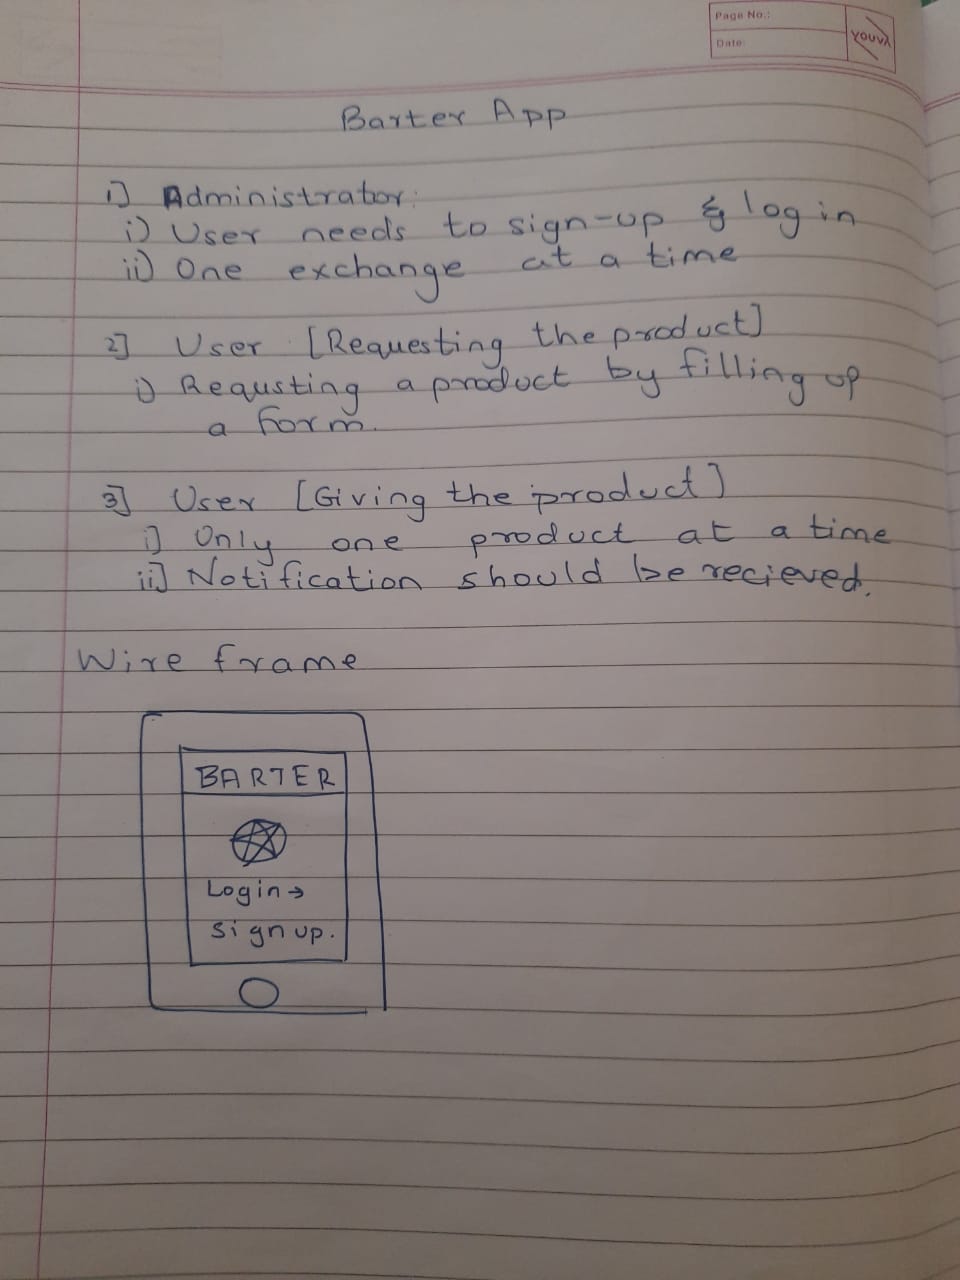 Page No.:
Date:
YOUVA
Barter App
1] Administrator:
i) User needs to sign-up & log in
ii) One exchange at a time
2] User [Requesting the product]
i) Requsting a product by filling up
a form.
3] User [Giving the product]
i] Only one product at a time
ii] Notification should be recieved.
Wire frame
BARTER
Login→
Sign up.